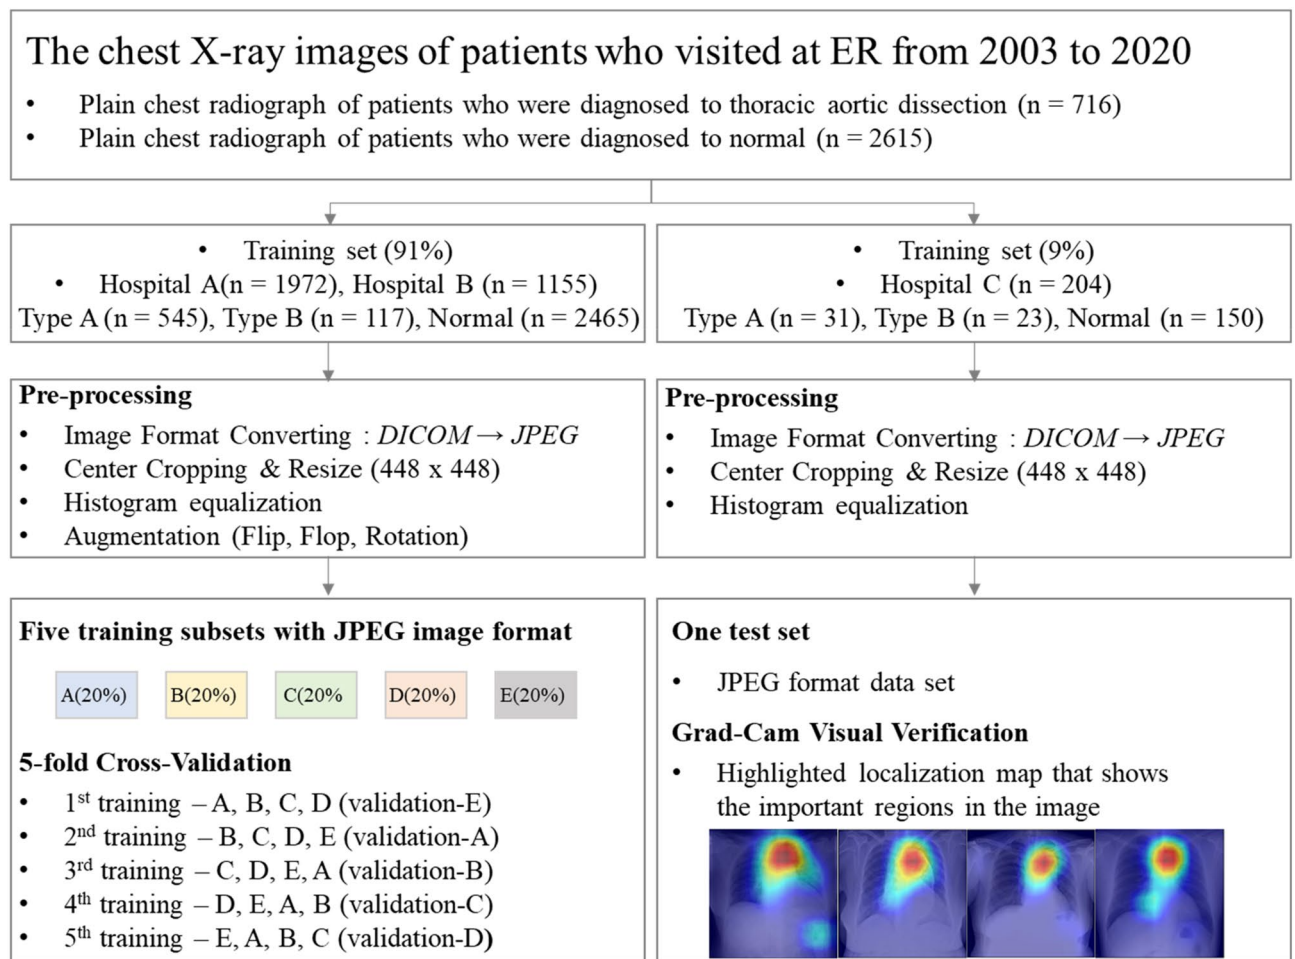 The chest X-ray images of patients who visited at ER from 2003 to 2020
• Plain chest radiograph of patients who were diagnosed to thoracic aortic dissection (n = 716)
• Plain chest radiograph of patients who were diagnosed to normal (n = 2615)
• Training set (91%)
• Hospital A(n = 1972), Hospital B (n = 1155)
Type A (n = 545), Type B (n = 117), Normal (n = 2465)
• Training set (9%)
• Hospital C (n = 204)
Type A (n = 31), Type B (n = 23), Normal (n = 150)
Pre-processing
• Image Format Converting : DICOM → JPEG
• Center Cropping & Resize (448 x 448)
• Histogram equalization
• Augmentation (Flip, Flop, Rotation)
Pre-processing
• Image Format Converting : DICOM → JPEG
• Center Cropping & Resize (448 x 448)
• Histogram equalization
Five training subsets with JPEG image format
A(20%) B(20%) C(20% D(20%) E(20%)
5-fold Cross-Validation
• 1st training – A, B, C, D (validation-E)
• 2nd training – B, C, D, E (validation-A)
• 3rd training – C, D, E, A (validation-B)
• 4th training – D, E, A, B (validation-C)
• 5th training – E, A, B, C (validation-D)
One test set
• JPEG format data set
Grad-Cam Visual Verification
• Highlighted localization map that shows
the important regions in the image